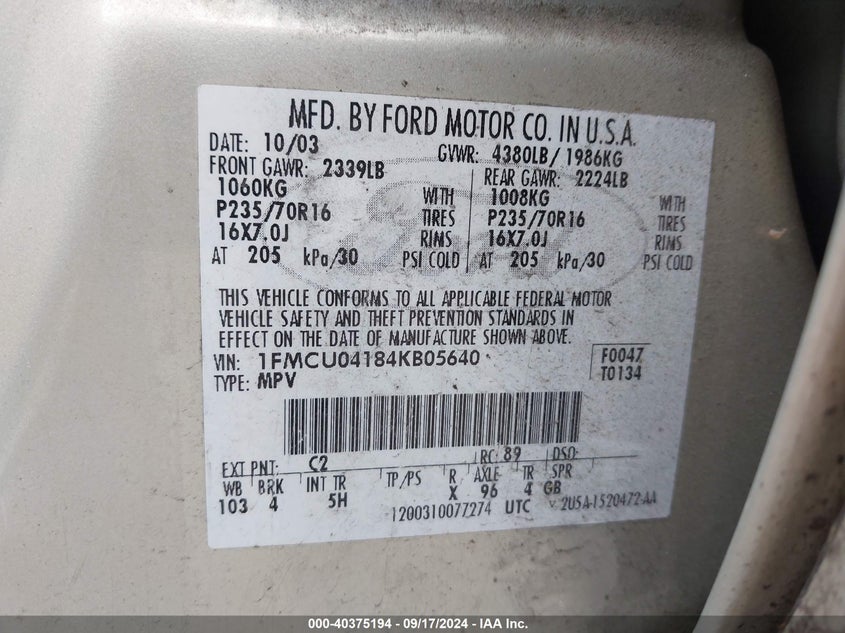 MFD. BY FORD MOTOR CO. IN U.S.A.
DATE: 10/03 GVWR: 4380LB/1986KG
FRONT GAWR: 2339LB REAR GAWR: 2224LB
1060KG WITH 1008KG WITH
P235/70R16 TIRES P235/70R16 TIRES
16X7.0J RIMS 16X7.0J RIMS
AT 205 kPa/30 PSI COLD AT 205 kPa/30 PSI COLD
THIS VEHICLE CONFORMS TO ALL APPLICABLE FEDERAL MOTOR
VEHICLE SAFETY AND THEFT PREVENTION STANDARDS IN
EFFECT ON THE DATE OF MANUFACTURE SHOWN ABOVE.
VIN: 1FMCU04184KB05640 F0047
TYPE: MPV T0134
EXT PNT: C2 RC: 89 DSO:
WB BRK INT TR TP/PS R AXLE TR SPR
103 4 5H X 96 4 GB
1200310077274 UTC 2U5A-1520472-AA
000-40375194 - 09/17/2024 - IAA Inc.